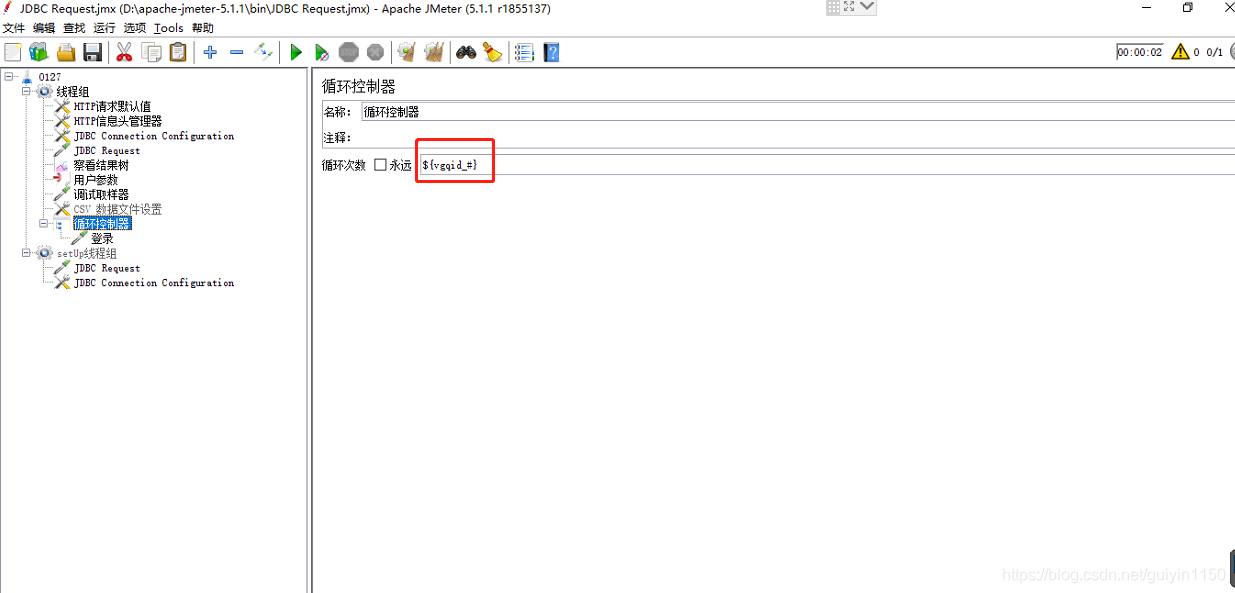 JDBC Request.jmx (D:\apache-jmeter-5.1.1\bin\JDBC Request.jmx) - Apache JMeter (5.1.1 r1855137)
文件 编辑 查找 运行 选项 Tools 帮助
00:00:02 0 0/1
0127
线程组
HTTP请求默认值
HTTP信息头管理器
JDBC Connection Configuration
JDBC Request
察看结果树
用户参数
调试取样器
CSV 数据文件设置
循环控制器
登录
setUp线程组
JDBC Request
JDBC Connection Configuration
循环控制器
名称: 循环控制器
注释:
循环次数 永远 ${vgqid_#}
https://blog.csdn.net/guiyin1150